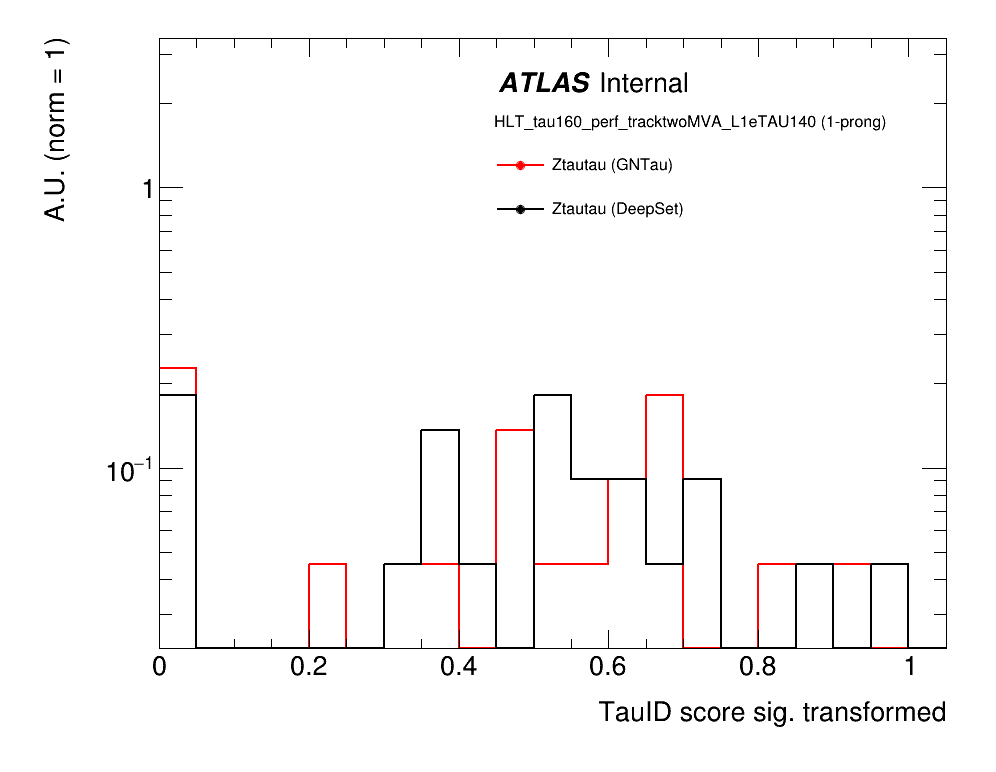 A.U. (norm = 1)
ATLAS Internal
HLT_tau160_perf_tracktwoMVA_L1eTAU140 (1-prong)
Ztautau (GNTau)
Ztautau (DeepSet)
1
10⁻¹
0 0.2 0.4 0.6 0.8 1
TauID score sig. transformed